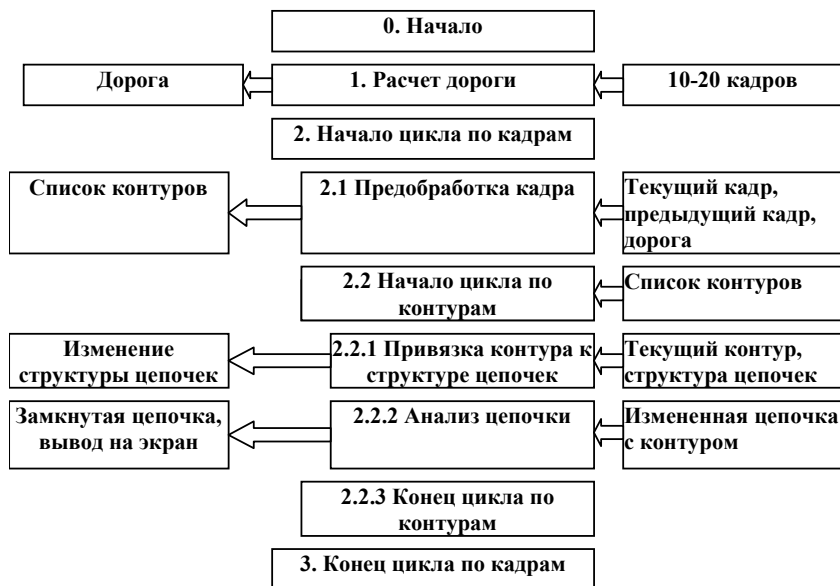 0. Начало
Дорога
1. Расчет дороги
10-20 кадров
2. Начало цикла по кадрам
Список контуров
2.1 Предобработка кадра
Текущий кадр,
предыдущий кадр,
дорога
2.2 Начало цикла по
контурам
Список контуров
Изменение
структуры цепочек
2.2.1 Привязка контура к
структуре цепочек
Текущий контур,
структура цепочек
Замкнутая цепочка,
вывод на экран
2.2.2 Анализ цепочки
Измененная цепочка
с контуром
2.2.3 Конец цикла по
контурам
3. Конец цикла по кадрам